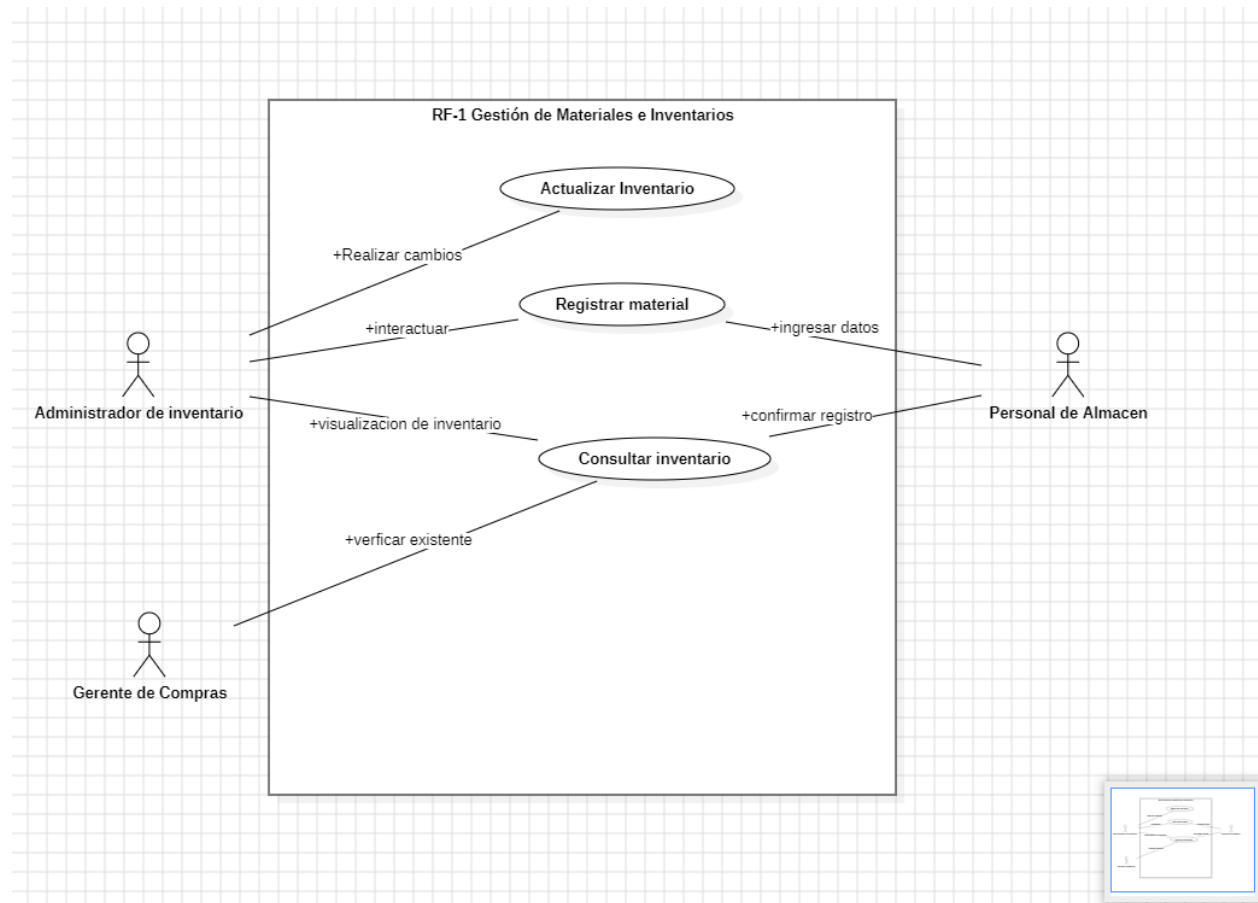 RF-1 Gestión de Materiales e Inventarios
Actualizar Inventario
+Realizar cambios
Registrar material
+interactuar
+ingresar datos
Administrador de inventario
Personal de Almacen
+visualizacion de inventario
+confirmar registro
Consultar inventario
+verficar existente
Gerente de Compras